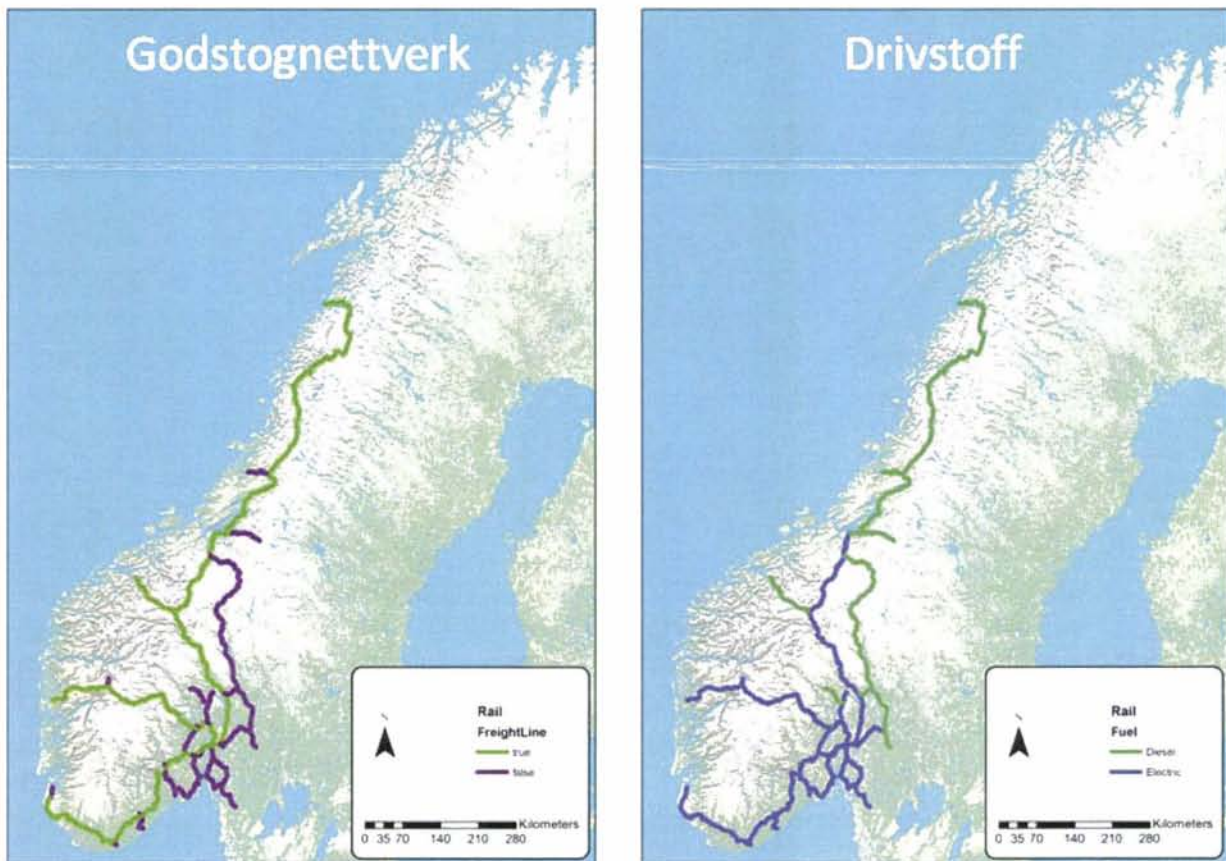 Godstognettverk
Rail
FreightLine
true
false
Kilometers
0 35 70 140 210 280
Drivstoff
Rail
Fuel
Diesel
Electric
Kilometers
0 35 70 140 210 280